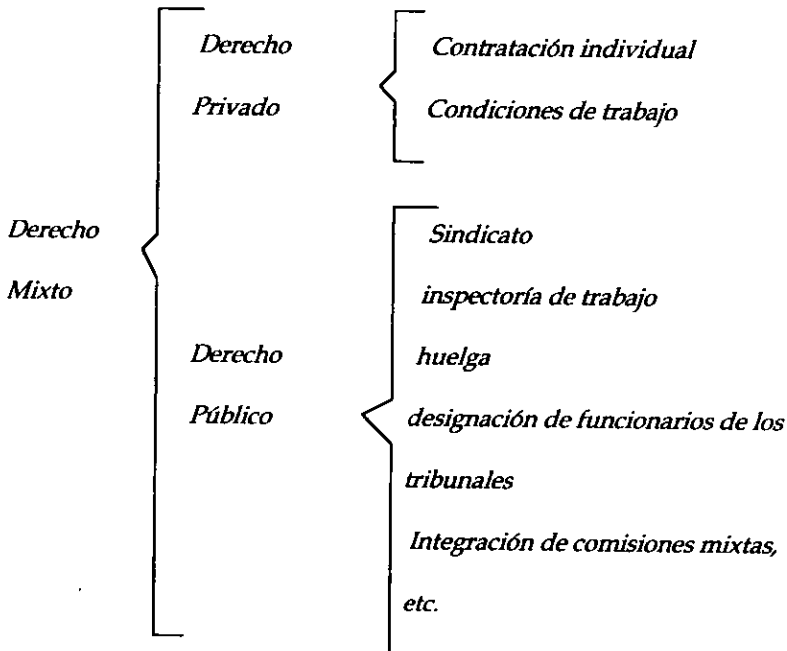 Derecho
Mixto
Derecho
Privado
Contratación individual
Condiciones de trabajo
Derecho
Público
Sindicato
inspectoría de trabajo
huelga
designación de funcionarios de los
tribunales
Integración de comisiones mixtas,
etc.